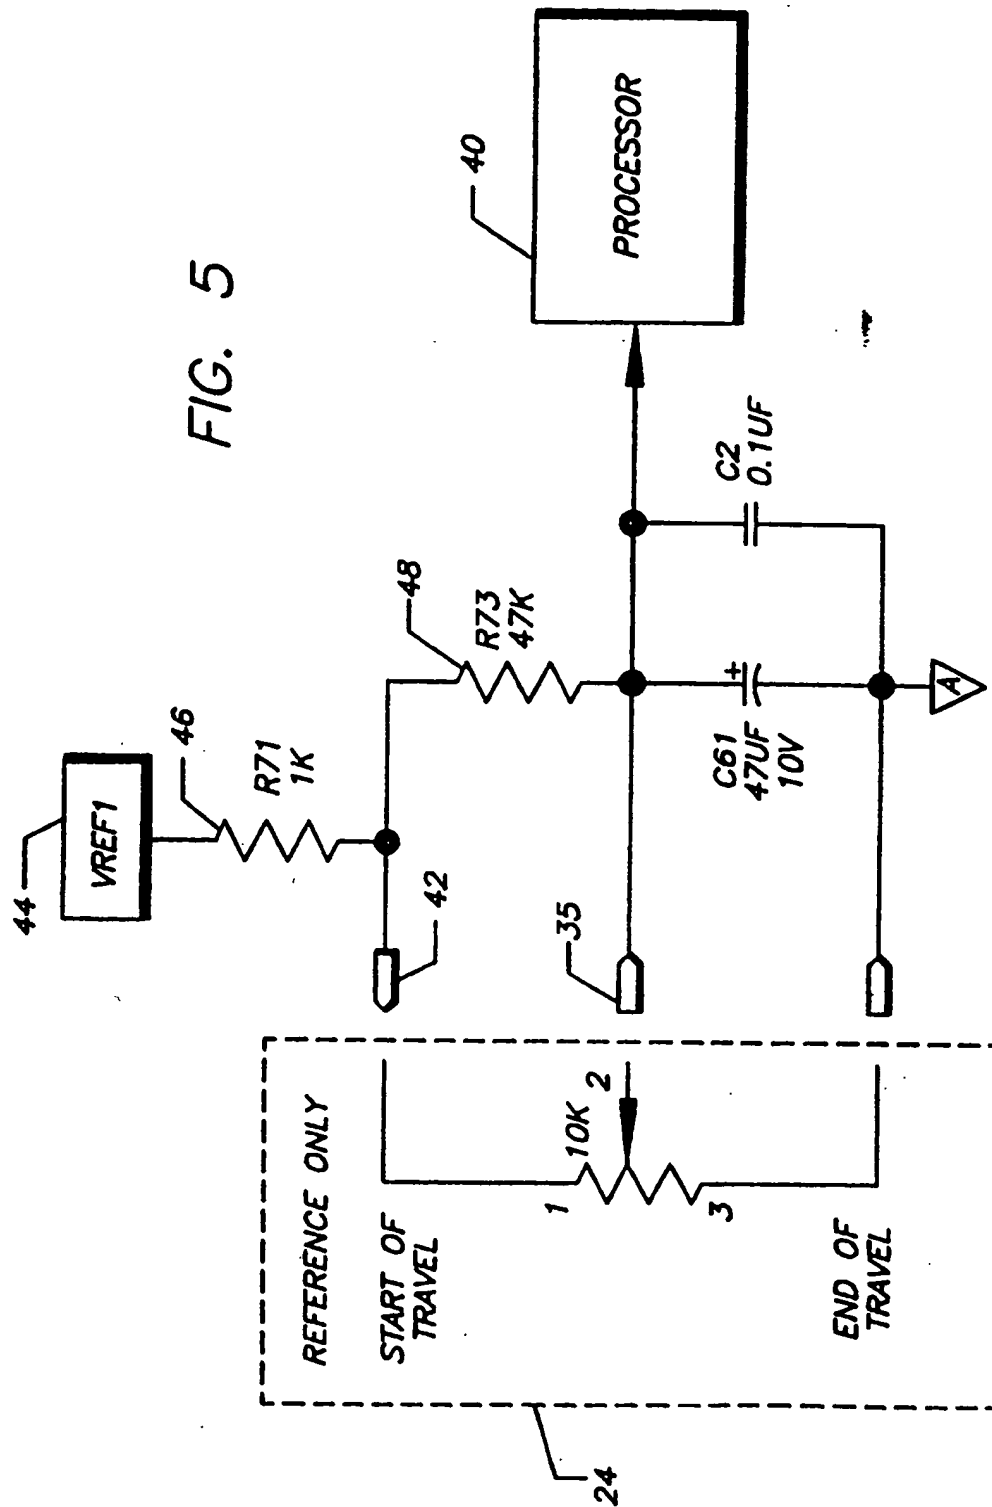 FIG. 5
44
VREF1
46
R71
1K
42
48
R73
47K
40
PROCESSOR
35
C61
47UF
10V
+
C2
0.1UF
A
REFERENCE ONLY
START OF
TRAVEL
1
10K
2
3
END OF
TRAVEL
24